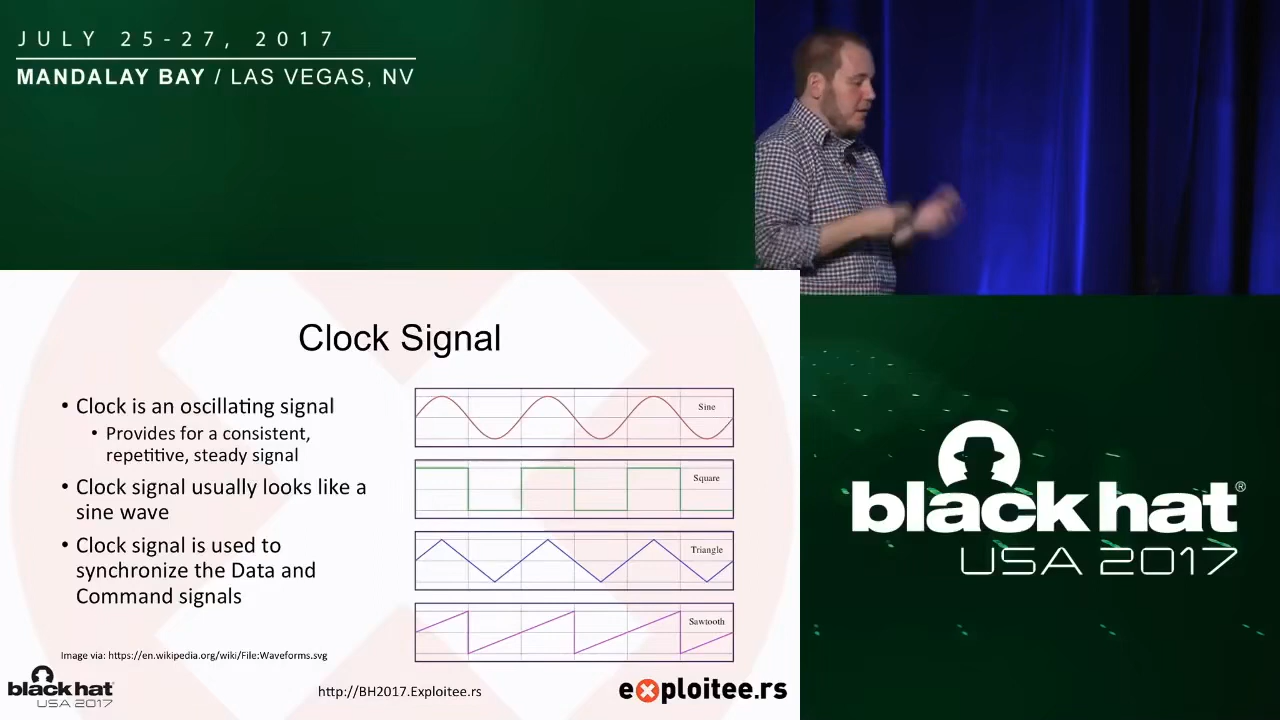 JULY 25-27, 2017
MANDALAY BAY / LAS VEGAS, NV
Clock Signal
• Clock is an oscillating signal
• Provides for a consistent,
repetitive, steady signal
• Clock signal usually looks like a
sine wave
• Clock signal is used to
synchronize the Data and
Command signals
Sine
Square
Triangle
Sawtooth
Image via: https://en.wikipedia.org/wiki/File:Waveforms.svg
black hat
USA 2017
http://BH2017.Exploitee.rs
exploitee.rs
black hat®
USA 2017